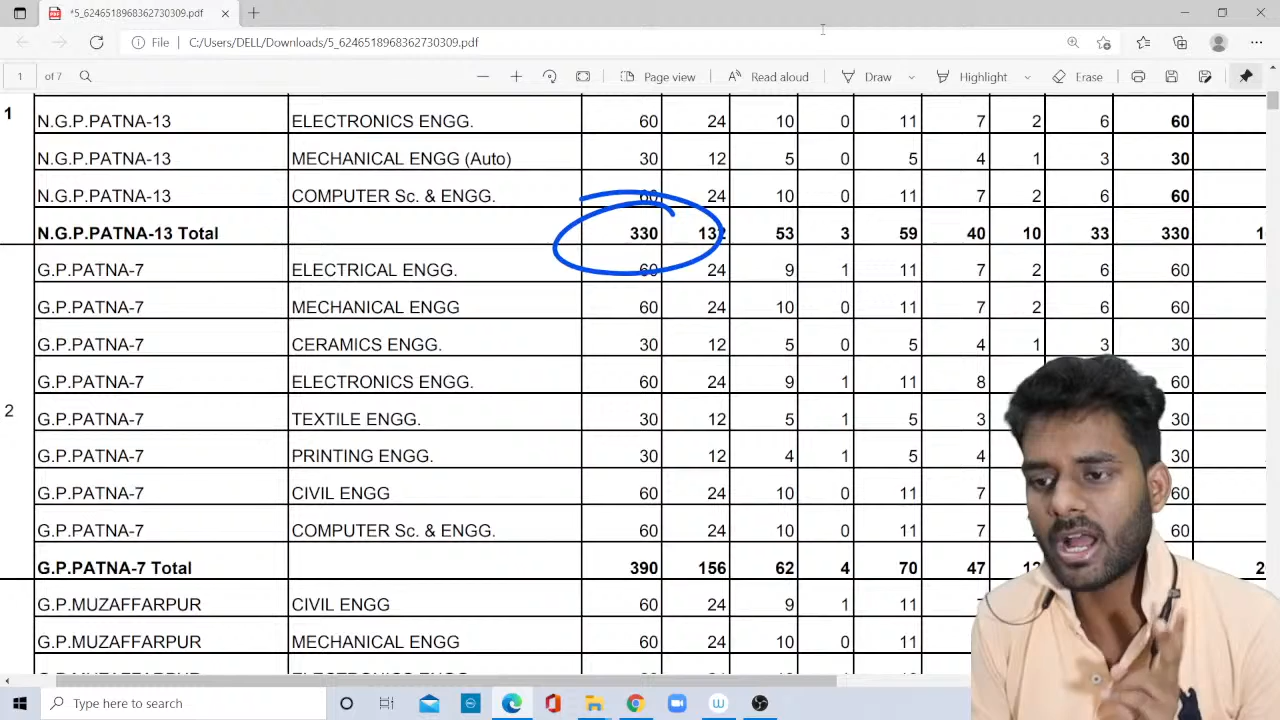 *5_6246518968362730309.pdf
File C:/Users/DELL/Downloads/5_6246518968362730309.pdf
1 of 7 Page view Read aloud Draw Highlight Erase
1 N.G.P.PATNA-13 ELECTRONICS ENGG. 60 24 10 0 11 7 2 6 60
N.G.P.PATNA-13 MECHANICAL ENGG (Auto) 30 12 5 0 5 4 1 3 30
N.G.P.PATNA-13 COMPUTER Sc. & ENGG. 60 24 10 0 11 7 2 6 60
N.G.P.PATNA-13 Total 330 132 53 3 59 40 10 33 330
G.P.PATNA-7 ELECTRICAL ENGG. 60 24 9 1 11 7 2 6 60
G.P.PATNA-7 MECHANICAL ENGG 60 24 10 0 11 7 2 6 60
G.P.PATNA-7 CERAMICS ENGG. 30 12 5 0 5 4 1 3 30
G.P.PATNA-7 ELECTRONICS ENGG. 60 24 9 1 11 8 60
2 G.P.PATNA-7 TEXTILE ENGG. 30 12 5 1 5 3 30
G.P.PATNA-7 PRINTING ENGG. 30 12 4 1 5 4 30
G.P.PATNA-7 CIVIL ENGG 60 24 10 0 11 7 60
G.P.PATNA-7 COMPUTER Sc. & ENGG. 60 24 10 0 11 7 60
G.P.PATNA-7 Total 390 156 62 4 70 47
G.P.MUZAFFARPUR CIVIL ENGG 60 24 9 1 11
G.P.MUZAFFARPUR MECHANICAL ENGG 60 24 10 0 11
Type here to search